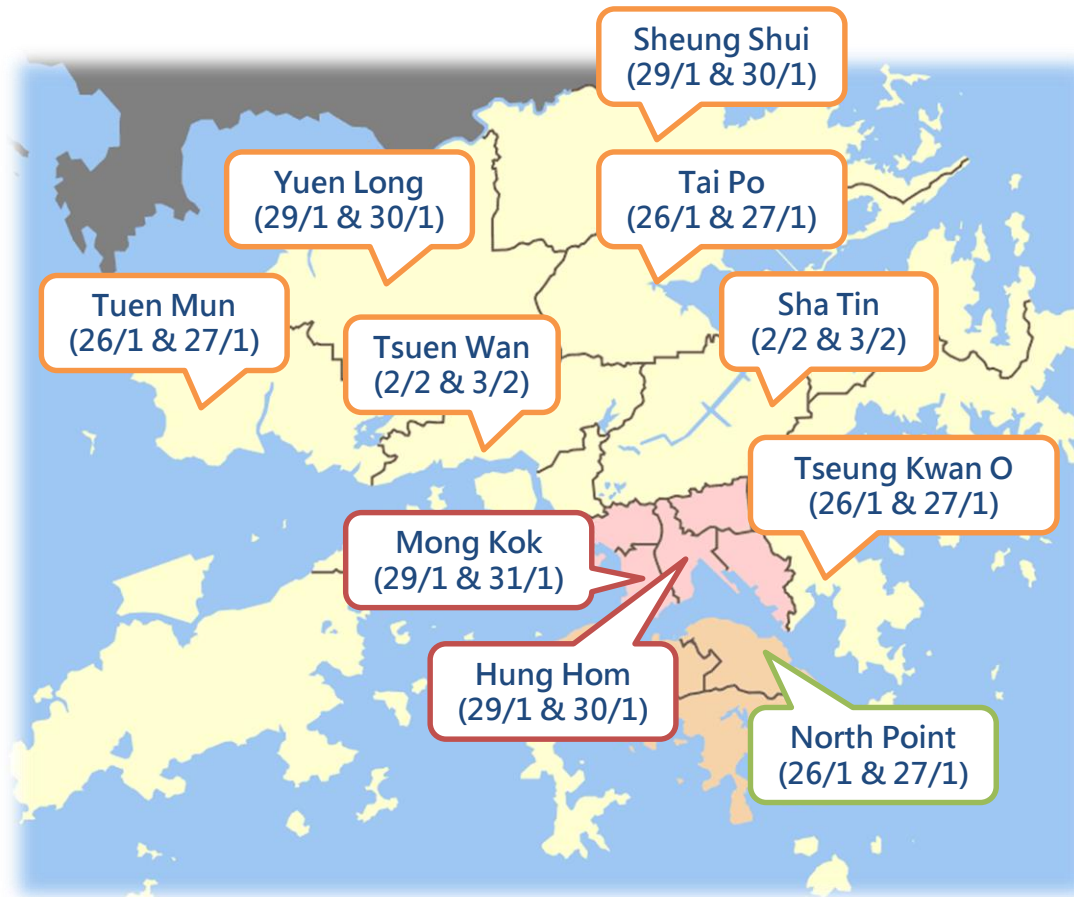 Sheung Shui
(29/1 & 30/1)
Yuen Long
(29/1 & 30/1)
Tai Po
(26/1 & 27/1)
Tuen Mun
(26/1 & 27/1)
Tsuen Wan
(2/2 & 3/2)
Sha Tin
(2/2 & 3/2)
Tseung Kwan O
(26/1 & 27/1)
Mong Kok
(29/1 & 31/1)
Hung Hom
(29/1 & 30/1)
North Point
(26/1 & 27/1)